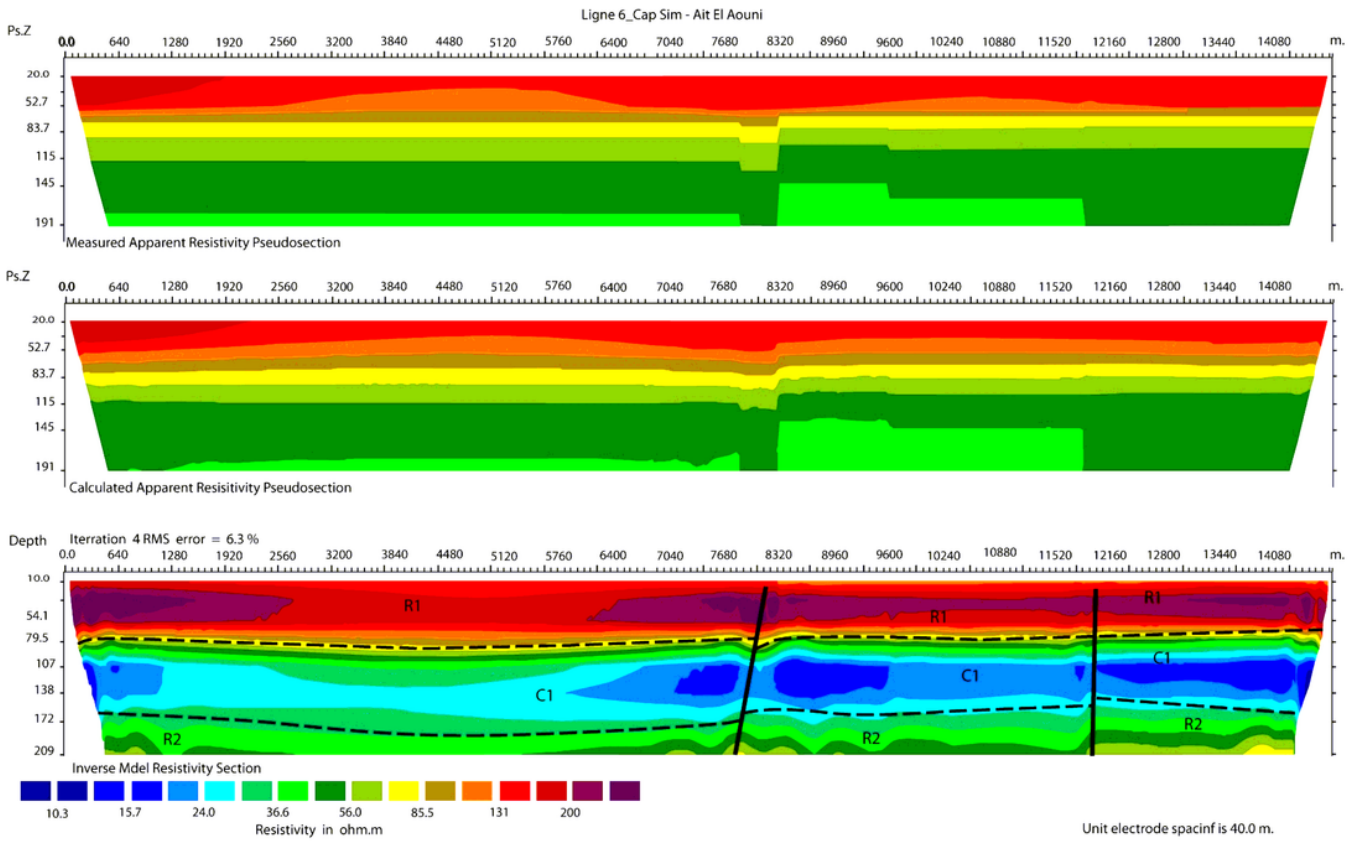 Ligne 6_Cap Sim - Ait El Aouni
Ps.Z
0.0 640 1280 1920 2560 3200 3840 4480 5120 5760 6400 7040 7680 8320 8960 9600 10240 10880 11520 12160 12800 13440 14080 m.
20.0
52.7
83.7
115
145
191
Measured Apparent Resistivity Pseudosection
Ps.Z
0.0 640 1280 1920 2560 3200 3840 4480 5120 5760 6400 7040 7680 8320 8960 9600 10240 10880 11520 12160 12800 13440 14080 m.
20.0
52.7
83.7
115
145
191
Calculated Apparent Resisitivity Pseudosection
Depth Iterration 4 RMS error = 6.3 %
0.0 640 1280 1920 2560 3200 3840 4480 5120 5760 6400 7040 7680 8320 8960 9600 10240 10880 11520 12160 12800 13440 14080 m.
10.0
R1 R1 R1
54.1
79.5
107
C1 C1 C1
138
172
R2 R2 R2
209
Inverse Mdel Resistivity Section
10.3 15.7 24.0 36.6 56.0 85.5 131 200
Resistivity in ohm.m
Unit electrode spacinf is 40.0 m.